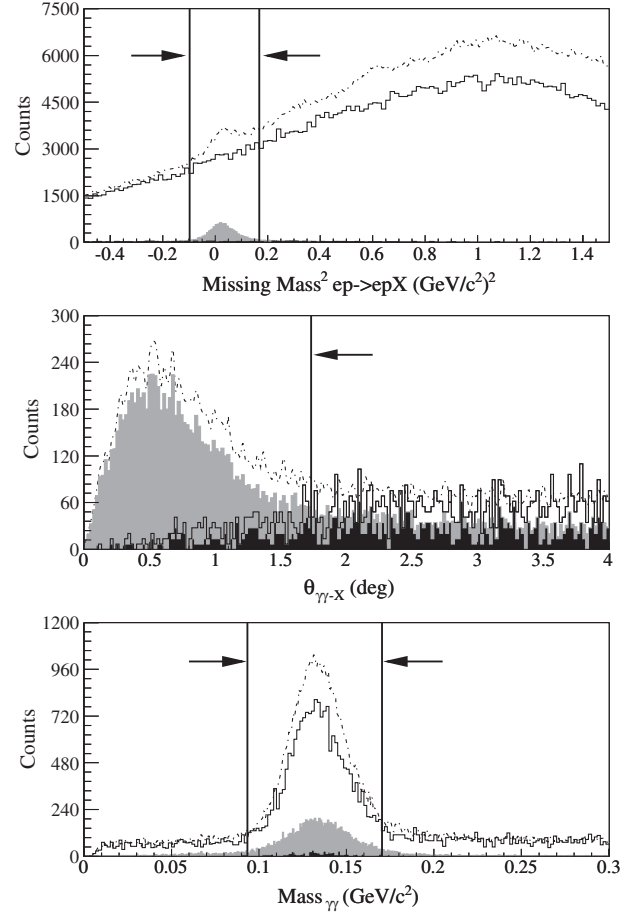 7500
6000
4500
3000
1500
0
Counts
-0.4 -0.2 0 0.2 0.4 0.6 0.8 1 1.2 1.4
Missing Mass² ep->epX (GeV/c²)²
300
240
180
120
60
0
Counts
0 0.5 1 1.5 2 2.5 3 3.5 4
θγγ-X (deg)
1200
960
720
480
240
0
Counts
0 0.05 0.1 0.15 0.2 0.25 0.3
Mass γγ (GeV/c²)